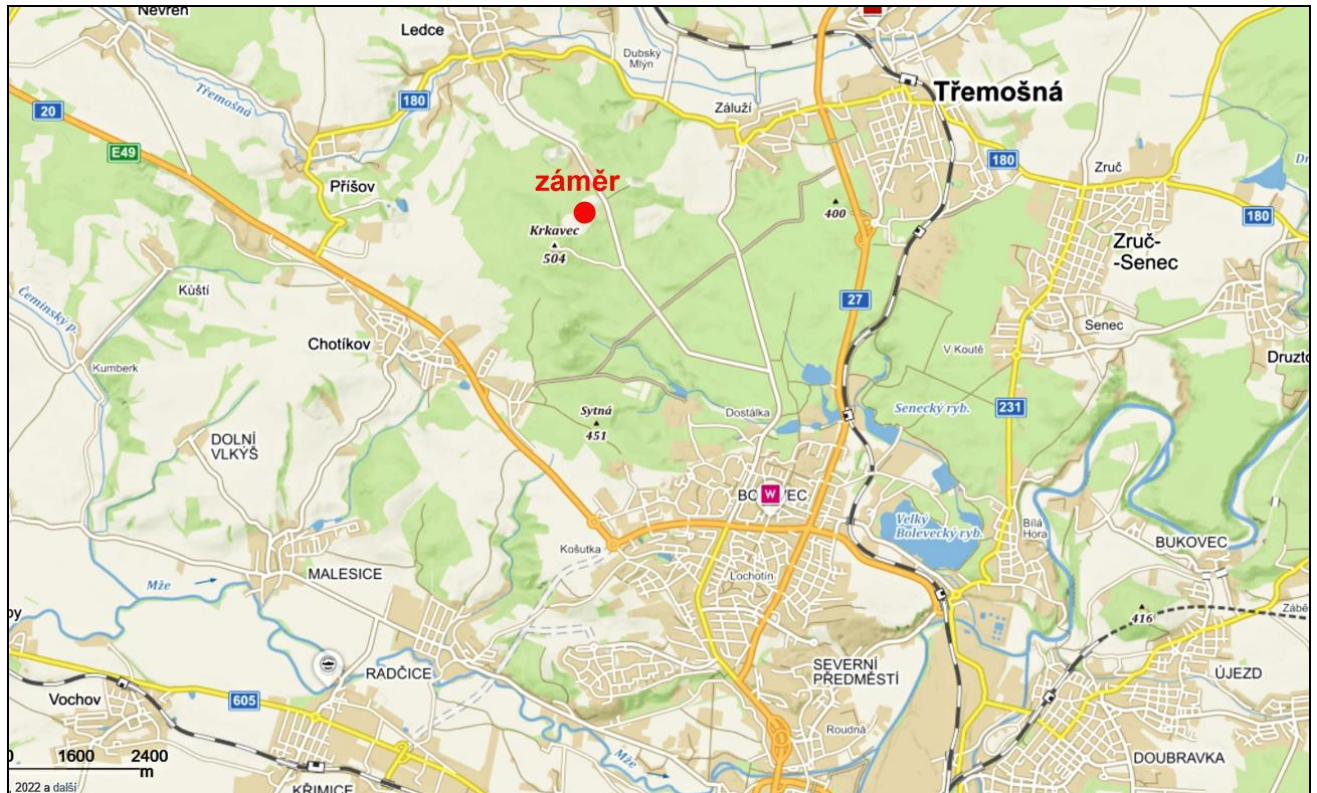 Nevřeň
Ledce
Dubský
Mlýn
Třemošná
Třemošná
Záluží
20
180
E49
180
Zruč
Příšov
záměr
400
180
Krkavec
504
Zruč-
-Senec
Kůští
27
Čeminský P.
Senec
Chotíkov
V Koutě
Kumberk
Sytná
451
Dostálka
Senecký ryb.
231
DOLNÍ
VLKÝŠ
W
Velký
Bolevecký ryb.
Bílá
Hora
Košutka
BUKOVEC
MALESICE
Lochotín
Mže
416
RADČICE
SEVERNÍ
PŘEDMĚSTÍ
ÚJEZD
Vochov
605
Roudná
1600
2400
m
Mže
DOUBRAVKA
2022 a další
KŘIMICE